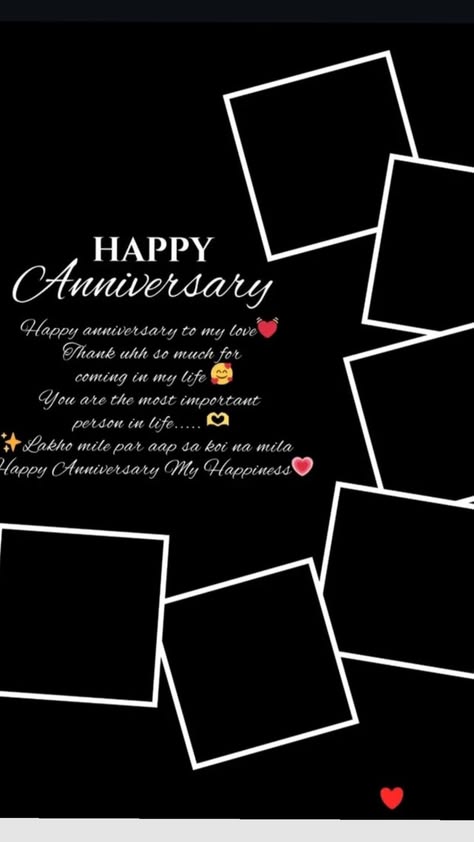 HAPPY
Anniversary
Happy anniversary to my love💓
Thank uhh so much for
coming in my life 🥰
You are the most important
person in life..... 🫶
✨Lakho mile par aap sa koi na mila
Happy Anniversary My Happiness💗
❤️